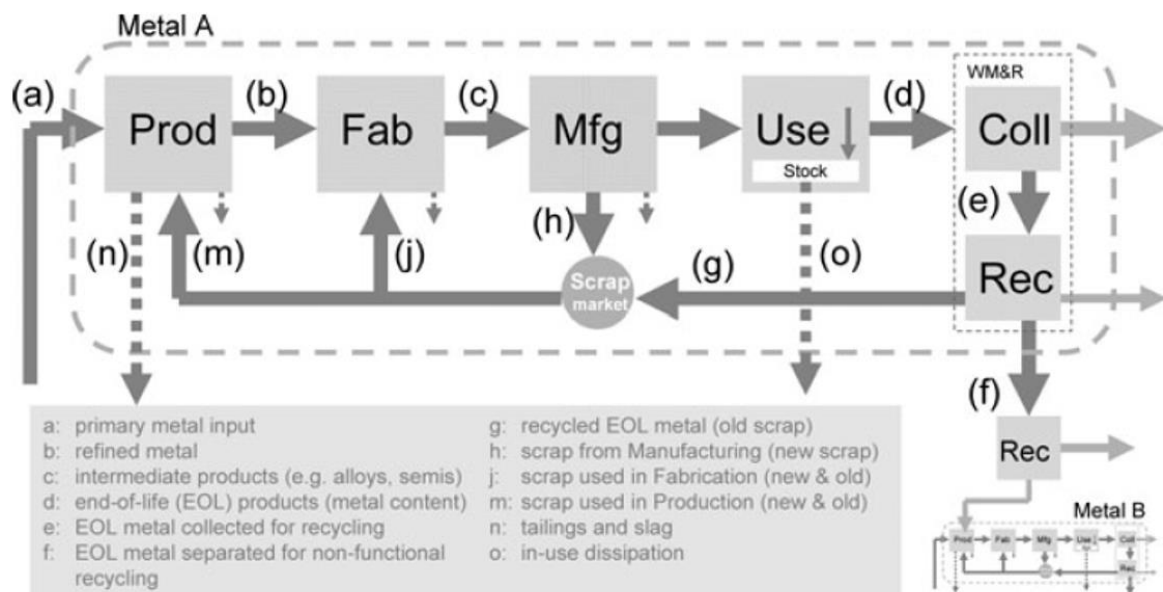 Metal A
WM&R
(a)
(b)
(c)
(d)
Prod
Fab
Mfg
Use
Coll
Stock
(e)
(h)
(n)
(m)
(j)
(g)
(o)
Scrap
market
Rec
(f)
a: primary metal input
b: refined metal
c: intermediate products (e.g. alloys, semis)
d: end-of-life (EOL) products (metal content)
e: EOL metal collected for recycling
f: EOL metal separated for non-functional
recycling
g: recycled EOL metal (old scrap)
h: scrap from Manufacturing (new scrap)
j: scrap used in Fabrication (new & old)
m: scrap used in Production (new & old)
n: tailings and slag
o: in-use dissipation
Rec
Metal B
Prod
Fab
Mfg
Use
Coll
Rec